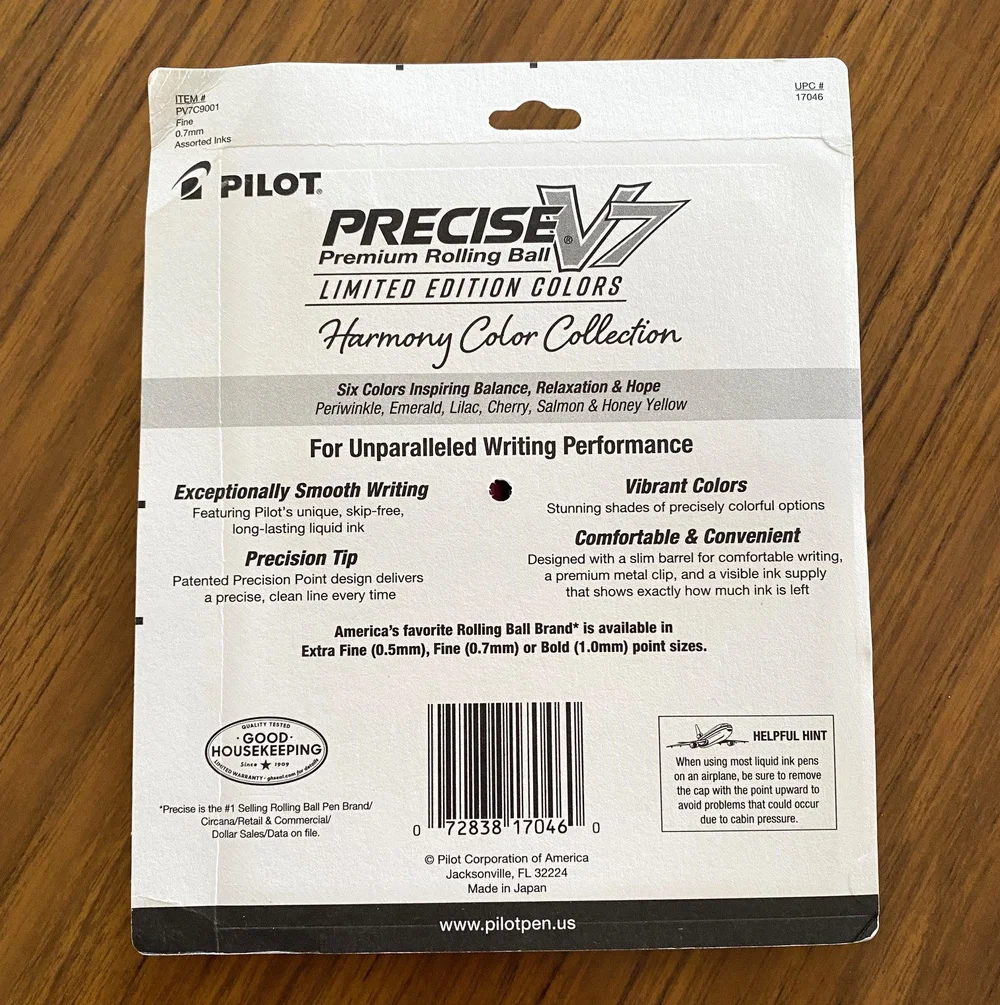 ITEM #
PV7C9001
Fine
0.7mm
Assorted Inks
UPC #
17046
PILOT®
PRECISE® V7
Premium Rolling Ball
LIMITED EDITION COLORS
Harmony Color Collection
Six Colors Inspiring Balance, Relaxation & Hope
Periwinkle, Emerald, Lilac, Cherry, Salmon & Honey Yellow
For Unparalleled Writing Performance
Exceptionally Smooth Writing
Featuring Pilot's unique, skip-free,
long-lasting liquid ink
Precision Tip
Patented Precision Point design delivers
a precise, clean line every time
Vibrant Colors
Stunning shades of precisely colorful options
Comfortable & Convenient
Designed with a slim barrel for comfortable writing,
a premium metal clip, and a visible ink supply
that shows exactly how much ink is left
America's favorite Rolling Ball Brand* is available in
Extra Fine (0.5mm), Fine (0.7mm) or Bold (1.0mm) point sizes.
QUALITY TESTED
·GOOD·
HOUSEKEEPING
Since ★ 1909
LIMITED WARRANTY · ghseal.com for details
*Precise is the #1 Selling Rolling Ball Pen Brand/
Circana/Retail & Commercial/
Dollar Sales/Data on file.
0 72838 17046 0
© Pilot Corporation of America
Jacksonville, FL 32224
Made in Japan
HELPFUL HINT
When using most liquid ink pens
on an airplane, be sure to remove
the cap with the point upward to
avoid problems that could occur
due to cabin pressure.
www.pilotpen.us